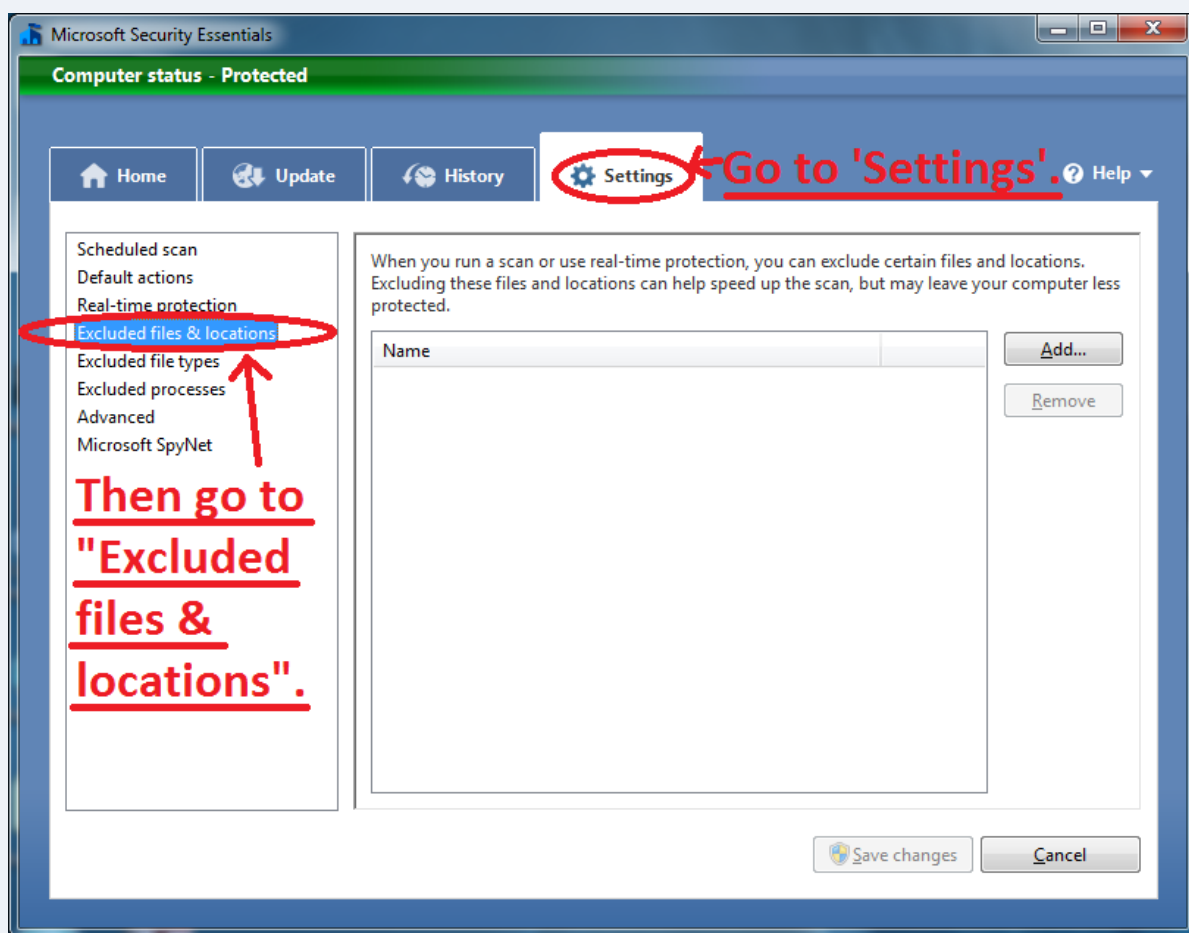 Microsoft Security Essentials
Computer status - Protected
Home
Update
History
Settings
Go to 'Settings'.
Help
Scheduled scan
Default actions
Real-time protection
Excluded files & locations
Excluded file types
Excluded processes
Advanced
Microsoft SpyNet
Then go to
"Excluded
files &
locations".
When you run a scan or use real-time protection, you can exclude certain files and locations.
Excluding these files and locations can help speed up the scan, but may leave your computer less
protected.
Name
Add...
Remove
Save changes
Cancel